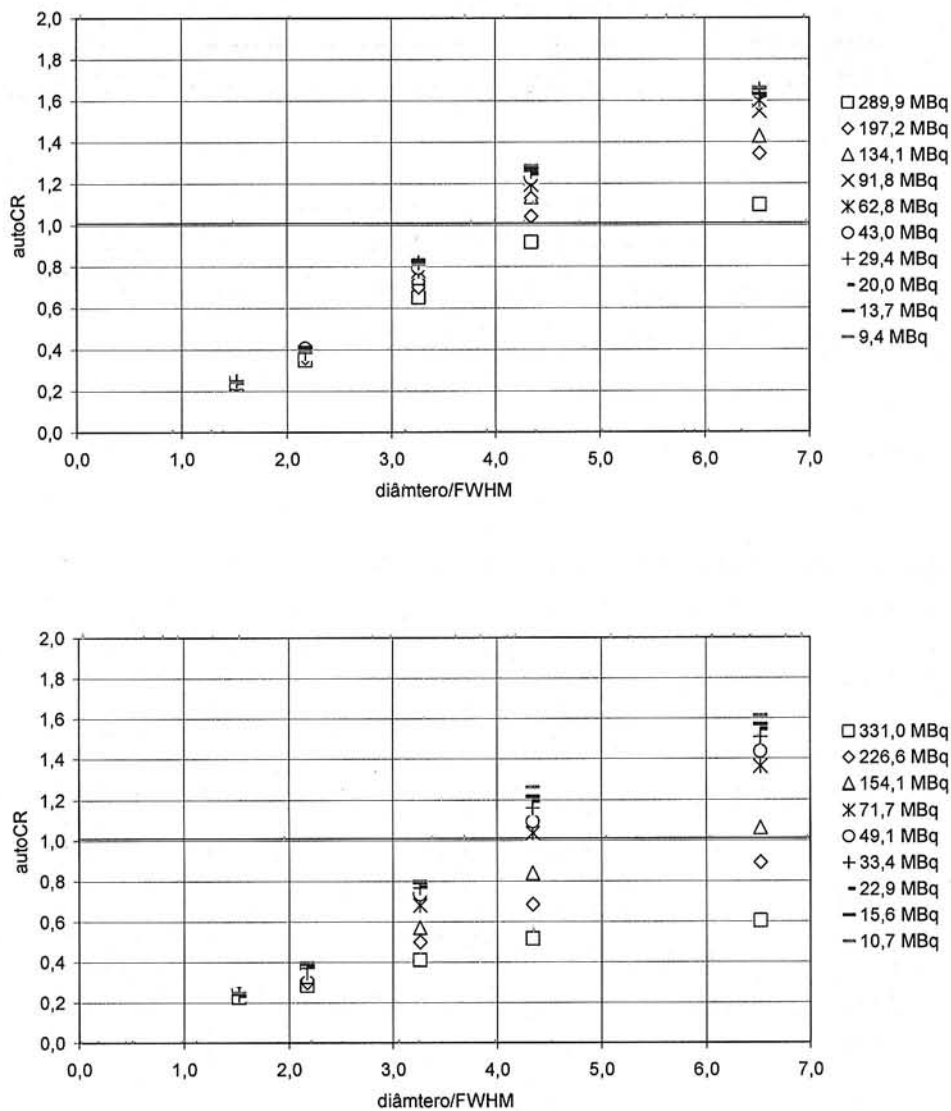 2,0
1,8
1,6
1,4
1,2
1,0
0,8
0,6
0,4
0,2
0,0
autoCR
0,0 1,0 2,0 3,0 4,0 5,0 6,0 7,0
diâmtero/FWHM
289,9 MBq
197,2 MBq
134,1 MBq
91,8 MBq
62,8 MBq
43,0 MBq
29,4 MBq
20,0 MBq
13,7 MBq
9,4 MBq
2,0
1,8
1,6
1,4
1,2
1,0
0,8
0,6
0,4
0,2
0,0
autoCR
0,0 1,0 2,0 3,0 4,0 5,0 6,0 7,0
diâmtero/FWHM
331,0 MBq
226,6 MBq
154,1 MBq
71,7 MBq
49,1 MBq
33,4 MBq
22,9 MBq
15,6 MBq
10,7 MBq